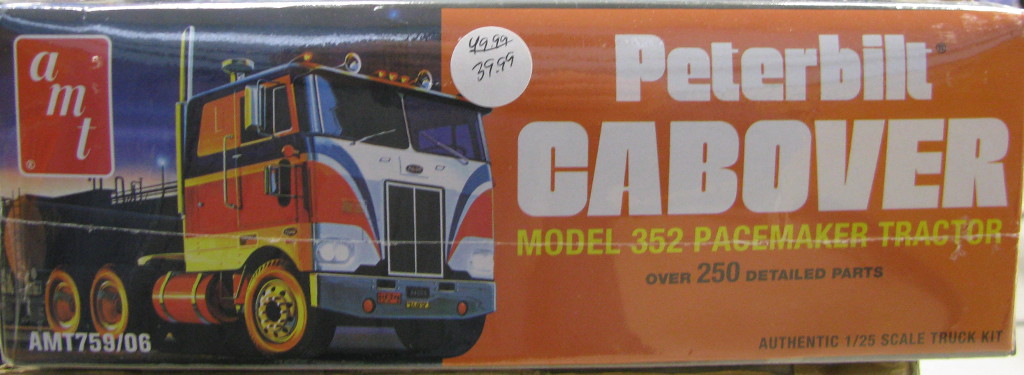 amt
®
49.99
39.99
Peterbilt®
CABOVER
MODEL 352 PACEMAKER TRACTOR
OVER 250 DETAILED PARTS
AMT759/06
AUTHENTIC 1/25 SCALE TRUCK KIT